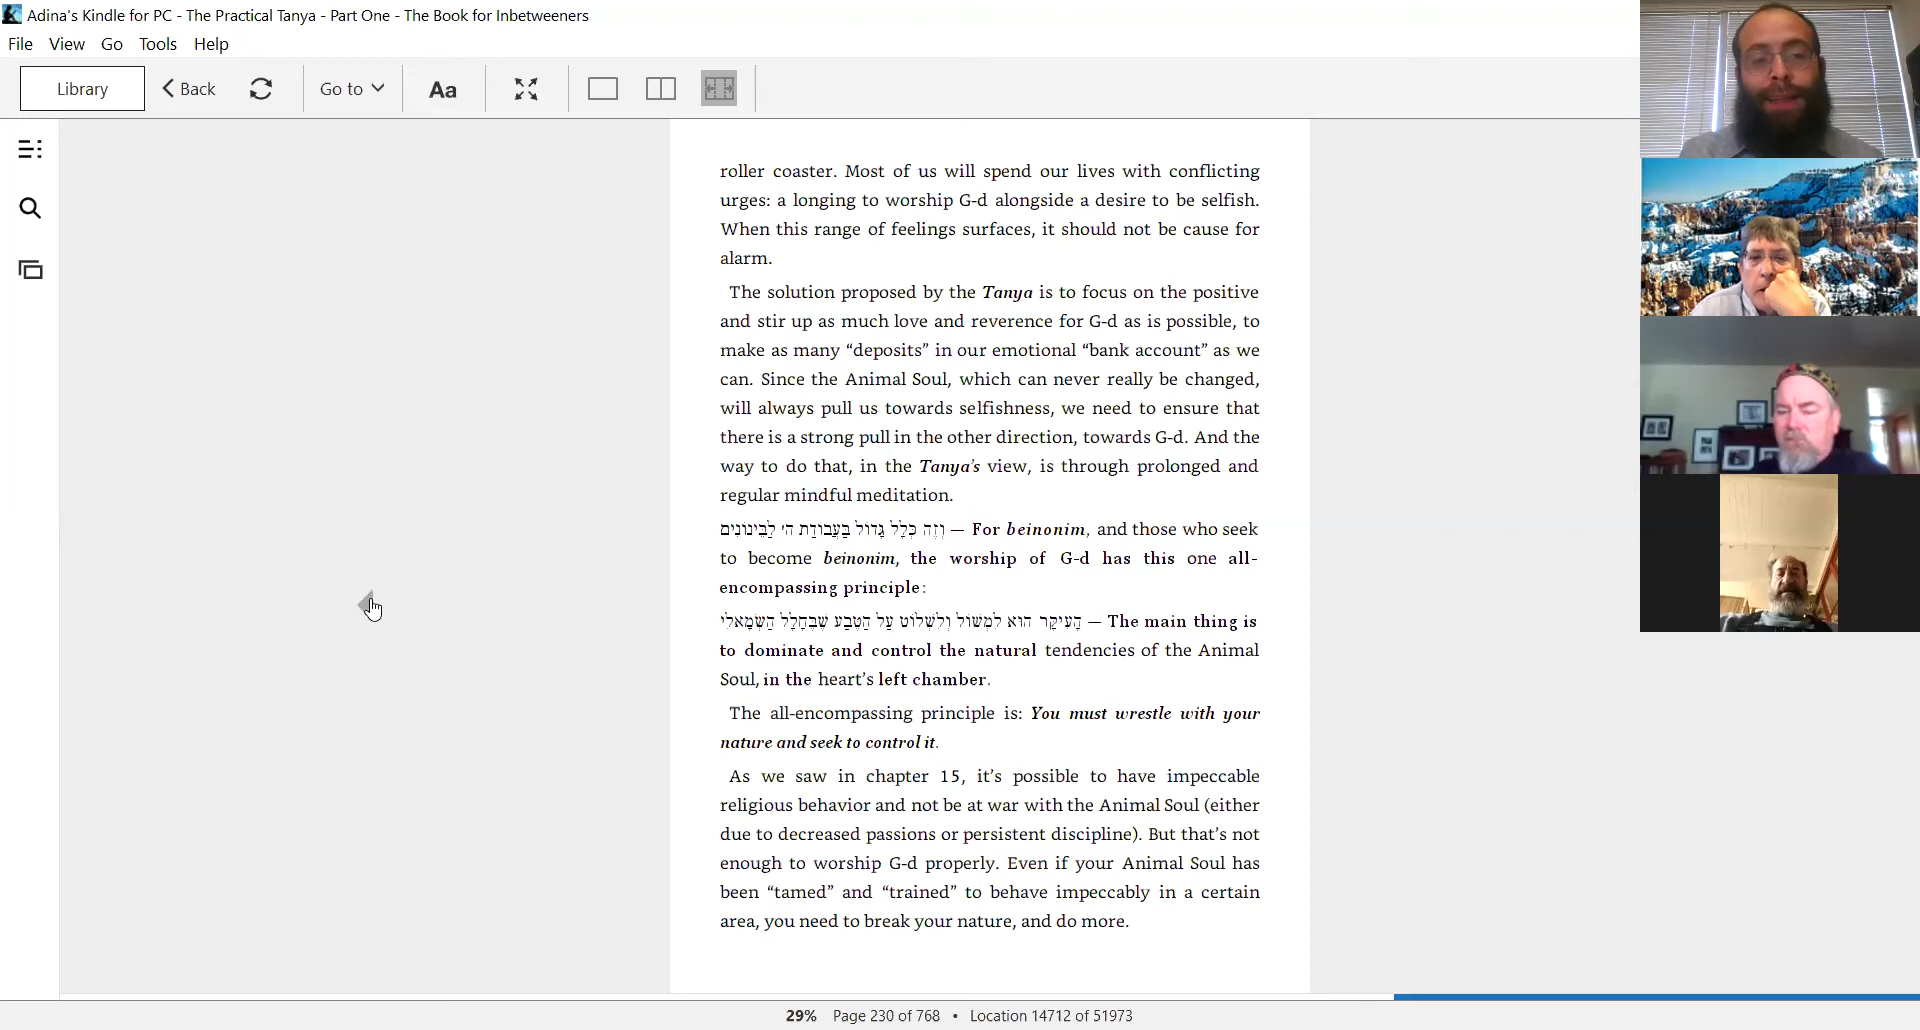 Adina's Kindle for PC - The Practical Tanya - Part One - The Book for Inbetweeners
File View Go Tools Help
Library Back Go to Aa
roller coaster. Most of us will spend our lives with conflicting
urges: a longing to worship G-d alongside a desire to be selfish.
When this range of feelings surfaces, it should not be cause for
alarm.
The solution proposed by the Tanya is to focus on the positive
and stir up as much love and reverence for G-d as is possible, to
make as many “deposits” in our emotional “bank account” as we
can. Since the Animal Soul, which can never really be changed,
will always pull us towards selfishness, we need to ensure that
there is a strong pull in the other direction, towards G-d. And the
way to do that, in the Tanya’s view, is through prolonged and
regular mindful meditation.
וְזֶה כְּלָל גָּדוֹל בַּעֲבוֹדַת ה׳ לַבֵּינוֹנִים — For beinonim, and those who seek
to become beinonim, the worship of G-d has this one all-
encompassing principle:
הָעִיקָּר הוּא לִמְשׁוֹל וְלִשְׁלוֹט עַל הַטֶּבַע שֶׁבֶּחָלָל הַשְּׂמָאלִי — The main thing is
to dominate and control the natural tendencies of the Animal
Soul, in the heart’s left chamber.
The all-encompassing principle is: You must wrestle with your
nature and seek to control it.
As we saw in chapter 15, it’s possible to have impeccable
religious behavior and not be at war with the Animal Soul (either
due to decreased passions or persistent discipline). But that’s not
enough to worship G-d properly. Even if your Animal Soul has
been “tamed” and “trained” to behave impeccably in a certain
area, you need to break your nature, and do more.
29% Page 230 of 768 • Location 14712 of 51973